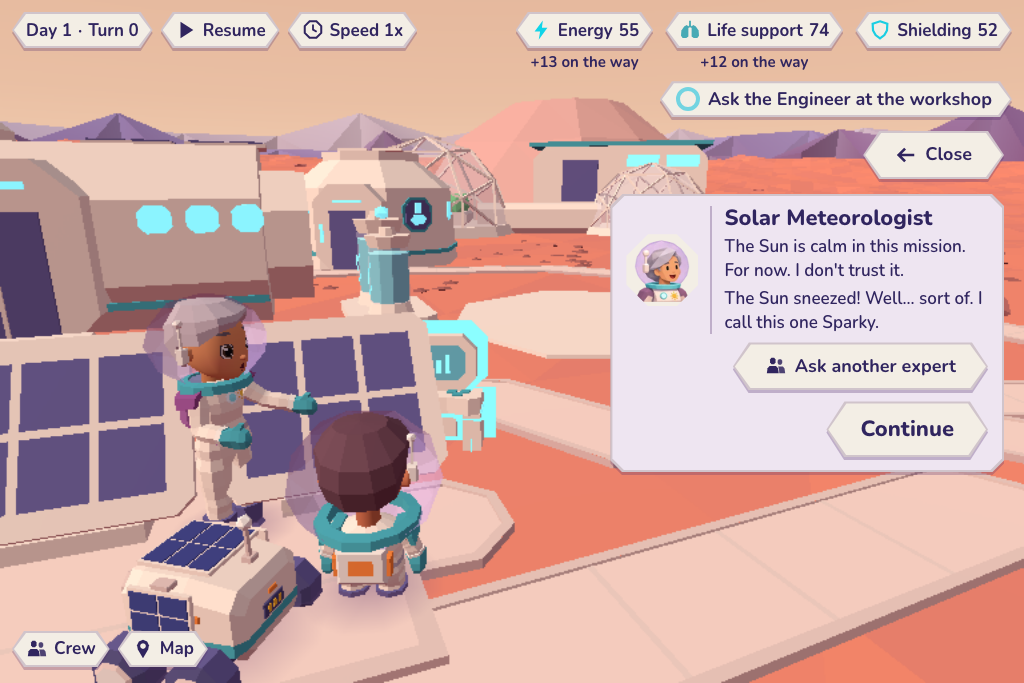 Day 1 · Turn 0
Resume
Speed 1x
Energy 55
Life support 74
Shielding 52
+13 on the way
+12 on the way
Ask the Engineer at the workshop
Close
Solar Meteorologist
The Sun is calm in this mission.
For now. I don't trust it.
The Sun sneezed! Well... sort of. I
call this one Sparky.
Ask another expert
Continue
Crew
Map